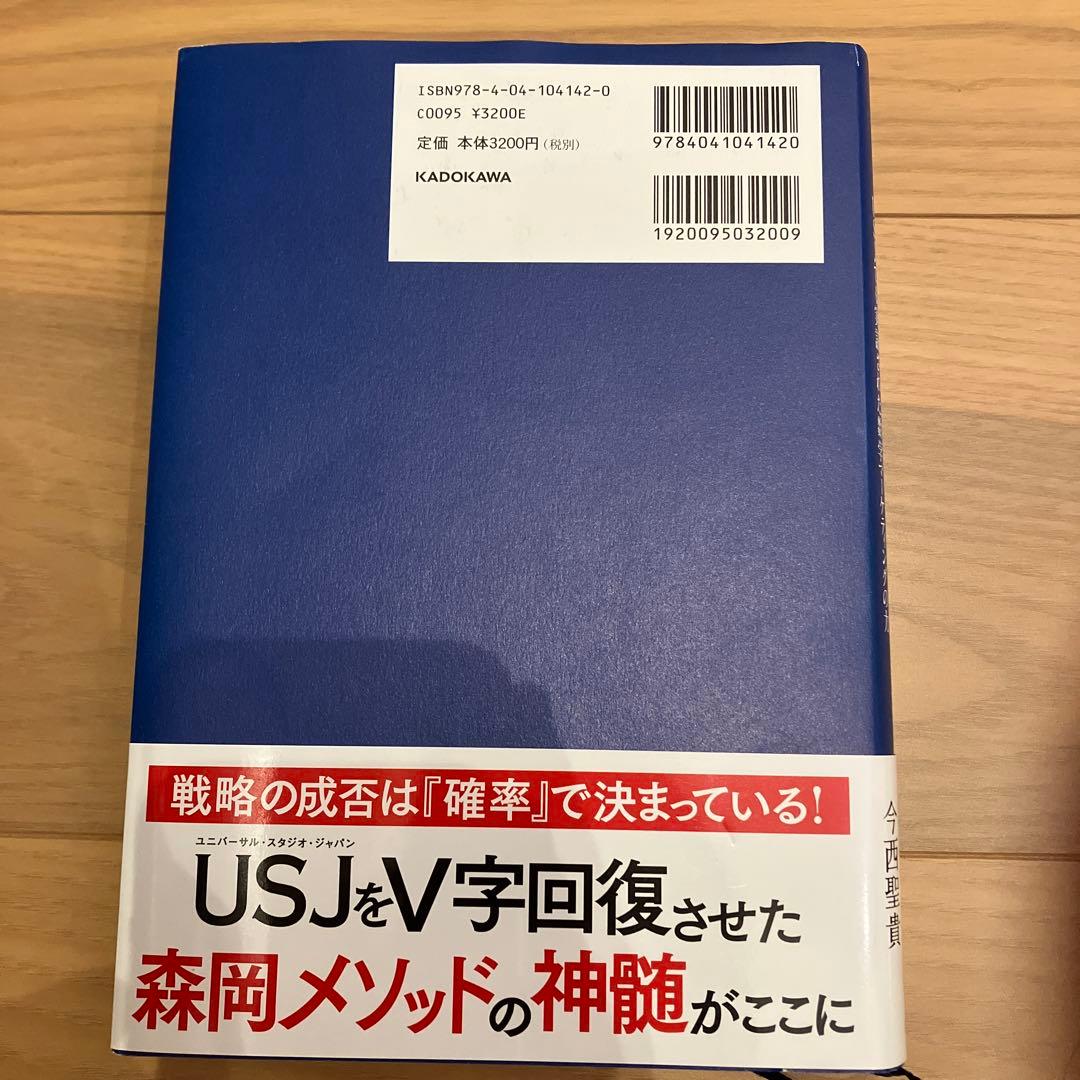 ISBN978-4-04-104142-0
C0095 ¥3200E
定価 本体3200円(税別)
KADOKAWA
9784041041420
1920095032009
戦略の成否は『確率』で決まっている!
ユニバーサル・スタジオ・ジャパン
USJをV字回復させた
森岡メソッドの神髄がここに
今西聖貴